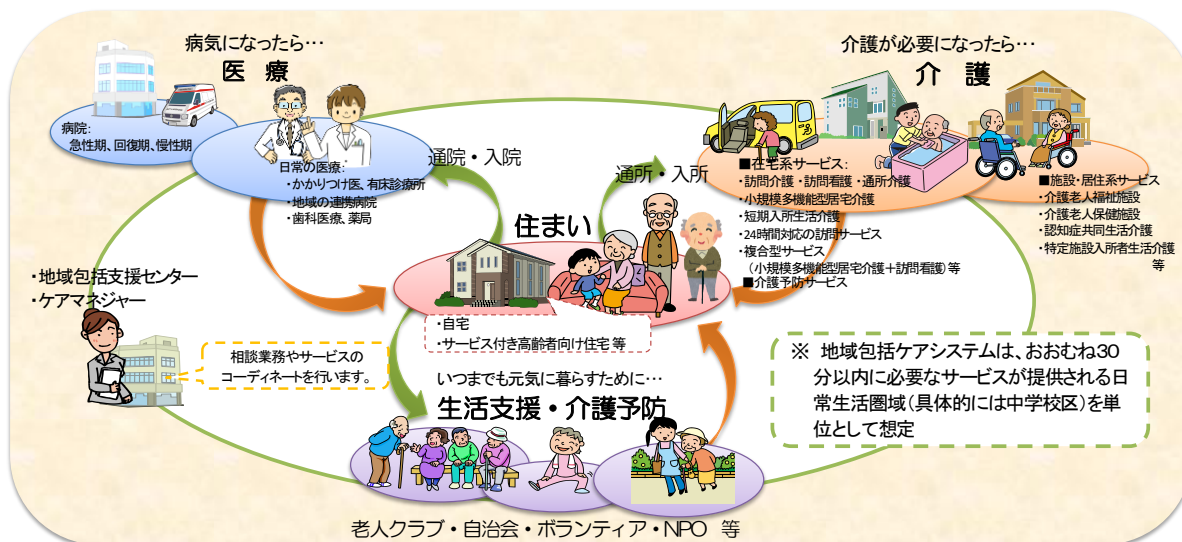 病気になったら…
医 療
病院:
急性期、回復期、慢性期
日常の医療:
・かかりつけ医、有床診療所
・地域の連携病院
・歯科医療、薬局
通院・入院
介護が必要になったら…
介 護
通所・入所
■在宅系サービス:
・訪問介護・訪問看護・通所介護
・小規模多機能型居宅介護
・短期入所生活介護
・24時間対応の訪問サービス
・複合型サービス
(小規模多機能型居宅介護+訪問看護)等
■介護予防サービス
■施設・居住系サービス
・介護老人福祉施設
・介護老人保健施設
・認知症共同生活介護
・特定施設入所者生活介護
等
住まい
・自宅
・サービス付き高齢者向け住宅 等
・地域包括支援センター
・ケアマネジャー
相談業務やサービスの
コーディネートを行います。
いつまでも元気に暮らすために…
生活支援・介護予防
老人クラブ・自治会・ボランティア・NPO 等
※ 地域包括ケアシステムは、おおむね30
分以内に必要なサービスが提供される日
常生活圏域(具体的には中学校区)を単
位として想定